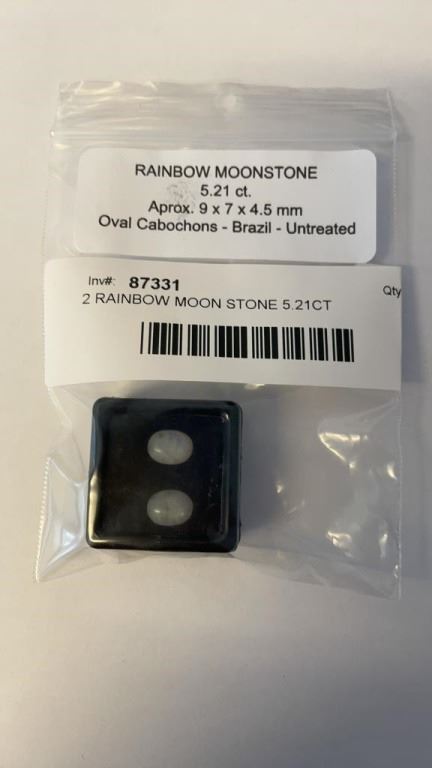 RAINBOW MOONSTONE
5.21 ct.
Aprox. 9 x 7 x 4.5 mm
Oval Cabochons - Brazil - Untreated
Inv#: 87331 Qty
2 RAINBOW MOON STONE 5.21CT